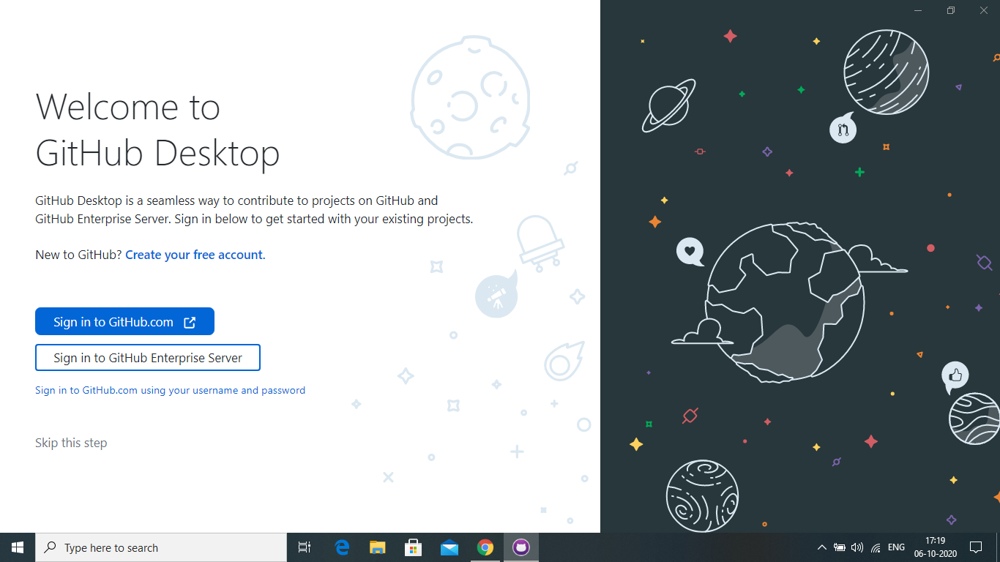 Welcome to
GitHub Desktop
GitHub Desktop is a seamless way to contribute to projects on GitHub and
GitHub Enterprise Server. Sign in below to get started with your existing projects.
New to GitHub? Create your free account.
Sign in to GitHub.com
Sign in to GitHub Enterprise Server
Sign in to GitHub.com using your username and password
Skip this step
Type here to search
ENG
17:19
06-10-2020